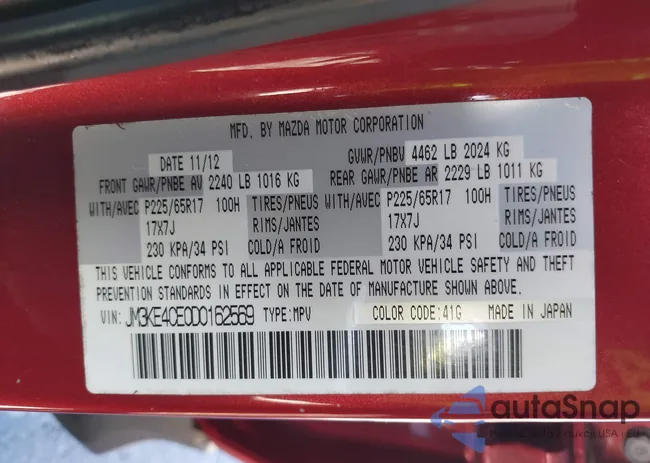 MFD. BY MAZDA MOTOR CORPORATION
DATE 11/12 GVWR/PNBV 4462 LB 2024 KG
FRONT GAWR/PNBE AV 2240 LB 1016 KG REAR GAWR/PNBE AR 2229 LB 1011 KG
WITH/AVEC P225/65R17 100H TIRES/PNEUS WITH/AVEC P225/65R17 100H TIRES/PNEUS
17X7J RIMS/JANTES 17X7J RIMS/JANTES
230 KPA/34 PSI COLD/A FROID 230 KPA/34 PSI COLD/A FROID
THIS VEHICLE CONFORMS TO ALL APPLICABLE FEDERAL MOTOR VEHICLE SAFETY AND THEFT
PREVENTION STANDARDS IN EFFECT ON THE DATE OF MANUFACTURE SHOWN ABOVE.
VIN: JM3KE4CE0D0162569 TYPE:MPV COLOR CODE:41G MADE IN JAPAN
autoSnap